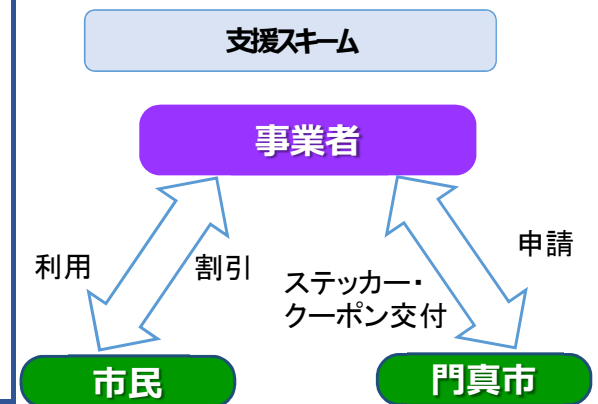 支援スキーム
事業者
利用
割引
ステッカー・
クーポン交付
申請
市民
門真市